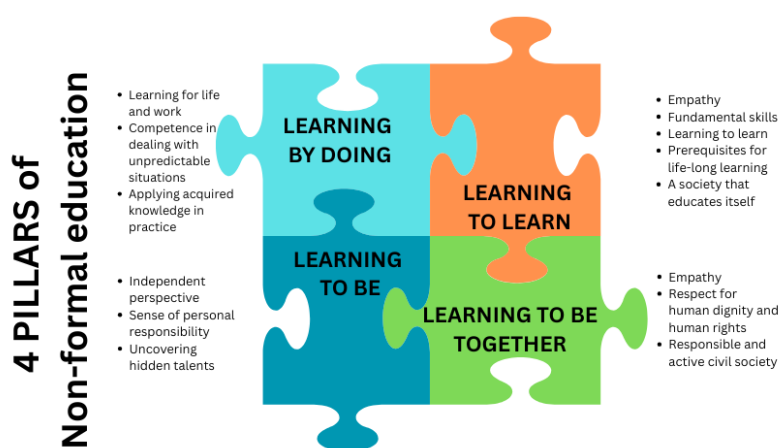 4 PILLARS of
Non-formal education
• Learning for life
and work
• Competence in
dealing with
unpredictable
situations
• Applying acquired
knowledge in
practice
LEARNING
BY DOING
LEARNING
TO LEARN
• Empathy
• Fundamental skills
• Learning to learn
• Prerequisites for
life-long learning
• A society that
educates itself
• Independent
perspective
• Sense of personal
responsibility
• Uncovering
hidden talents
LEARNING
TO BE
LEARNING TO BE
TOGETHER
• Empathy
• Respect for
human dignity and
human rights
• Responsible and
active civil society